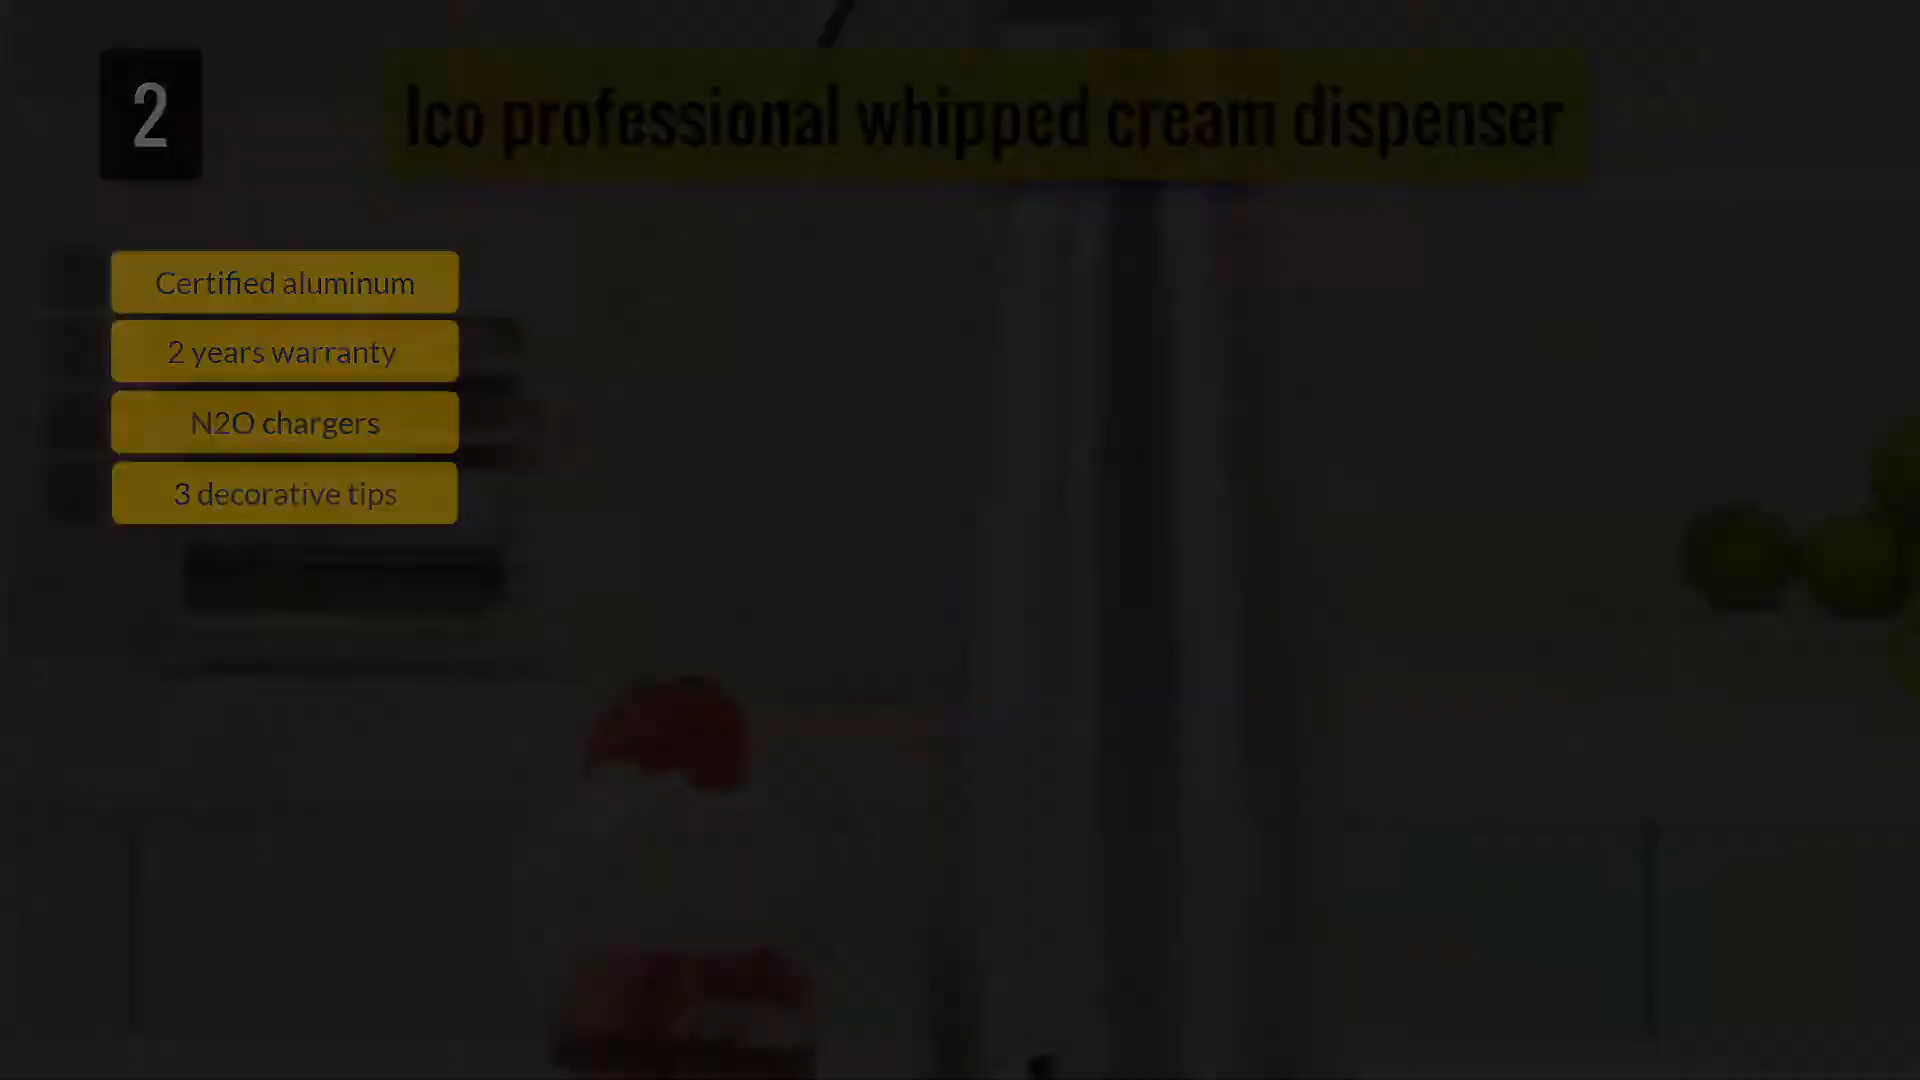 2
Ico professional whipped cream dispenser
Certified aluminum
2 years warranty
N2O chargers
3 decorative tips